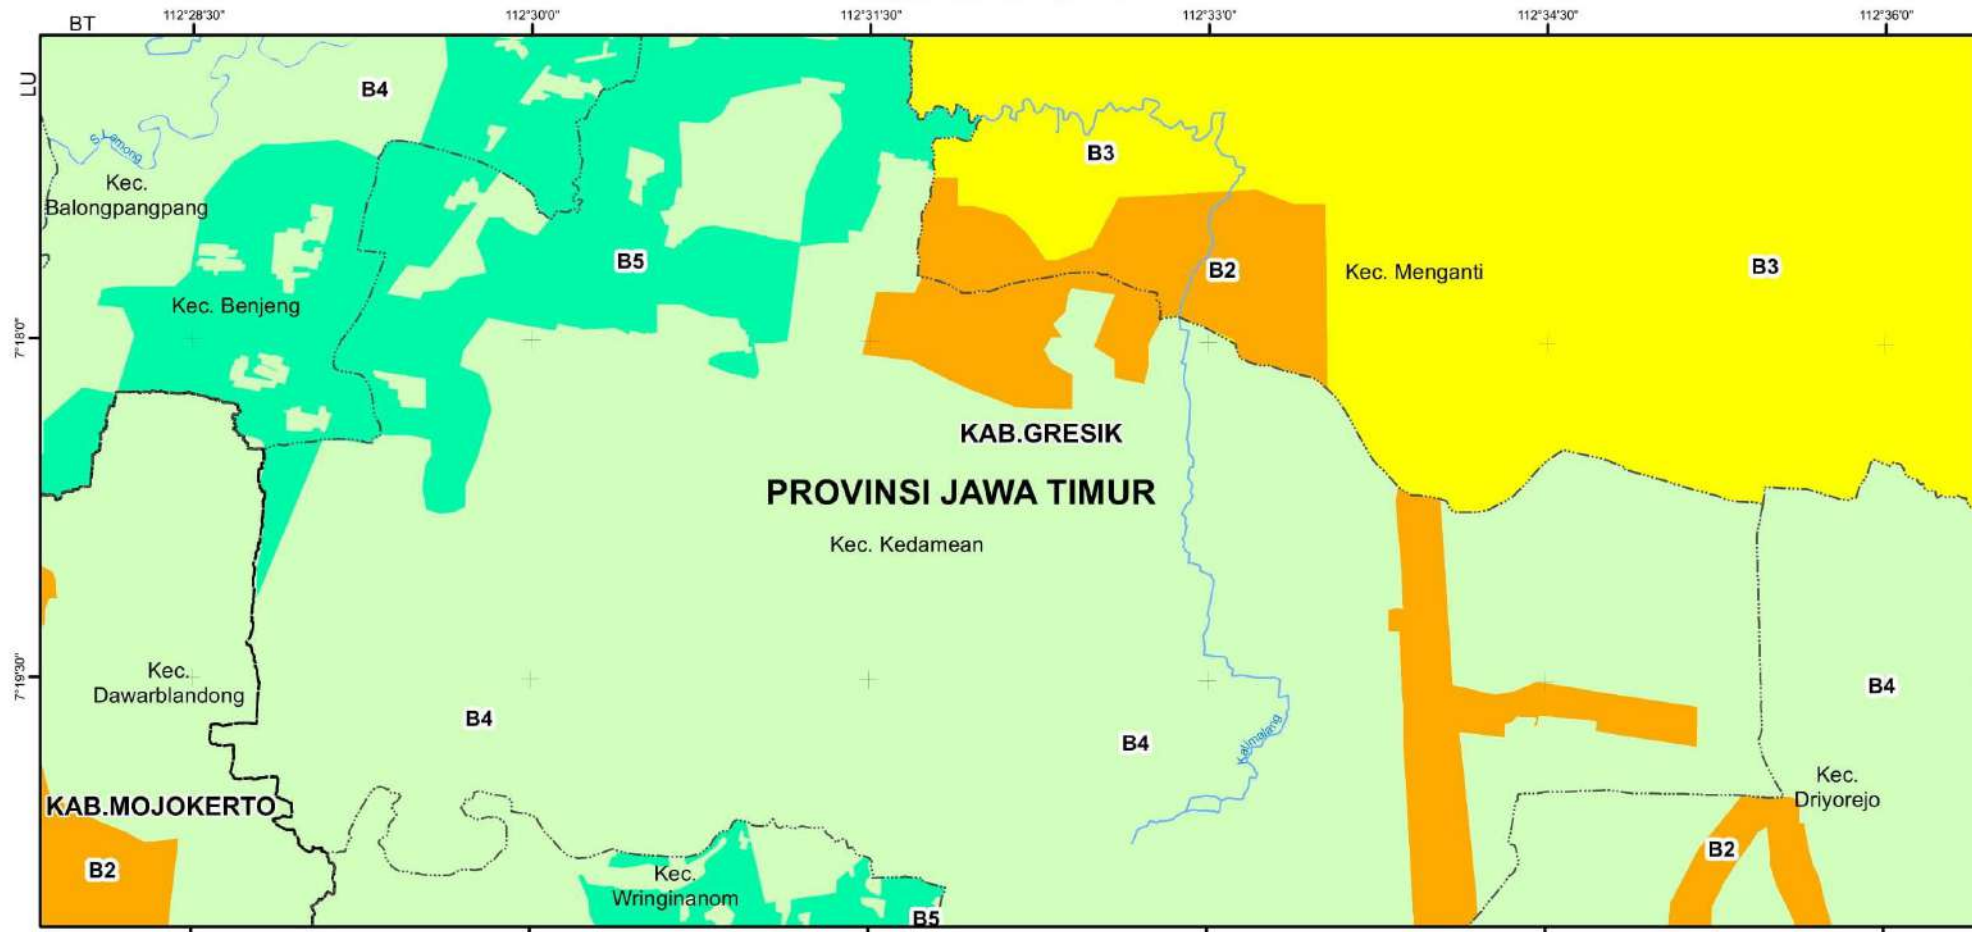 112°28'30"
112°30'0"
112°31'30"
112°33'0"
112°34'30"
112°36'0"
BT
LU
B4
S. Lamong
Kec.
Balongpangpang
B3
B5
B2
Kec. Menganti
B3
Kec. Benjeng
7°18'0"
KAB.GRESIK
PROVINSI JAWA TIMUR
Kec. Kedamean
7°19'30"
Kec.
Dawarblandong
B4
B4
B4
Kalimalang
Kec.
Driyorejo
KAB.MOJOKERTO
B2
B2
Kec.
Wringinanom
B5